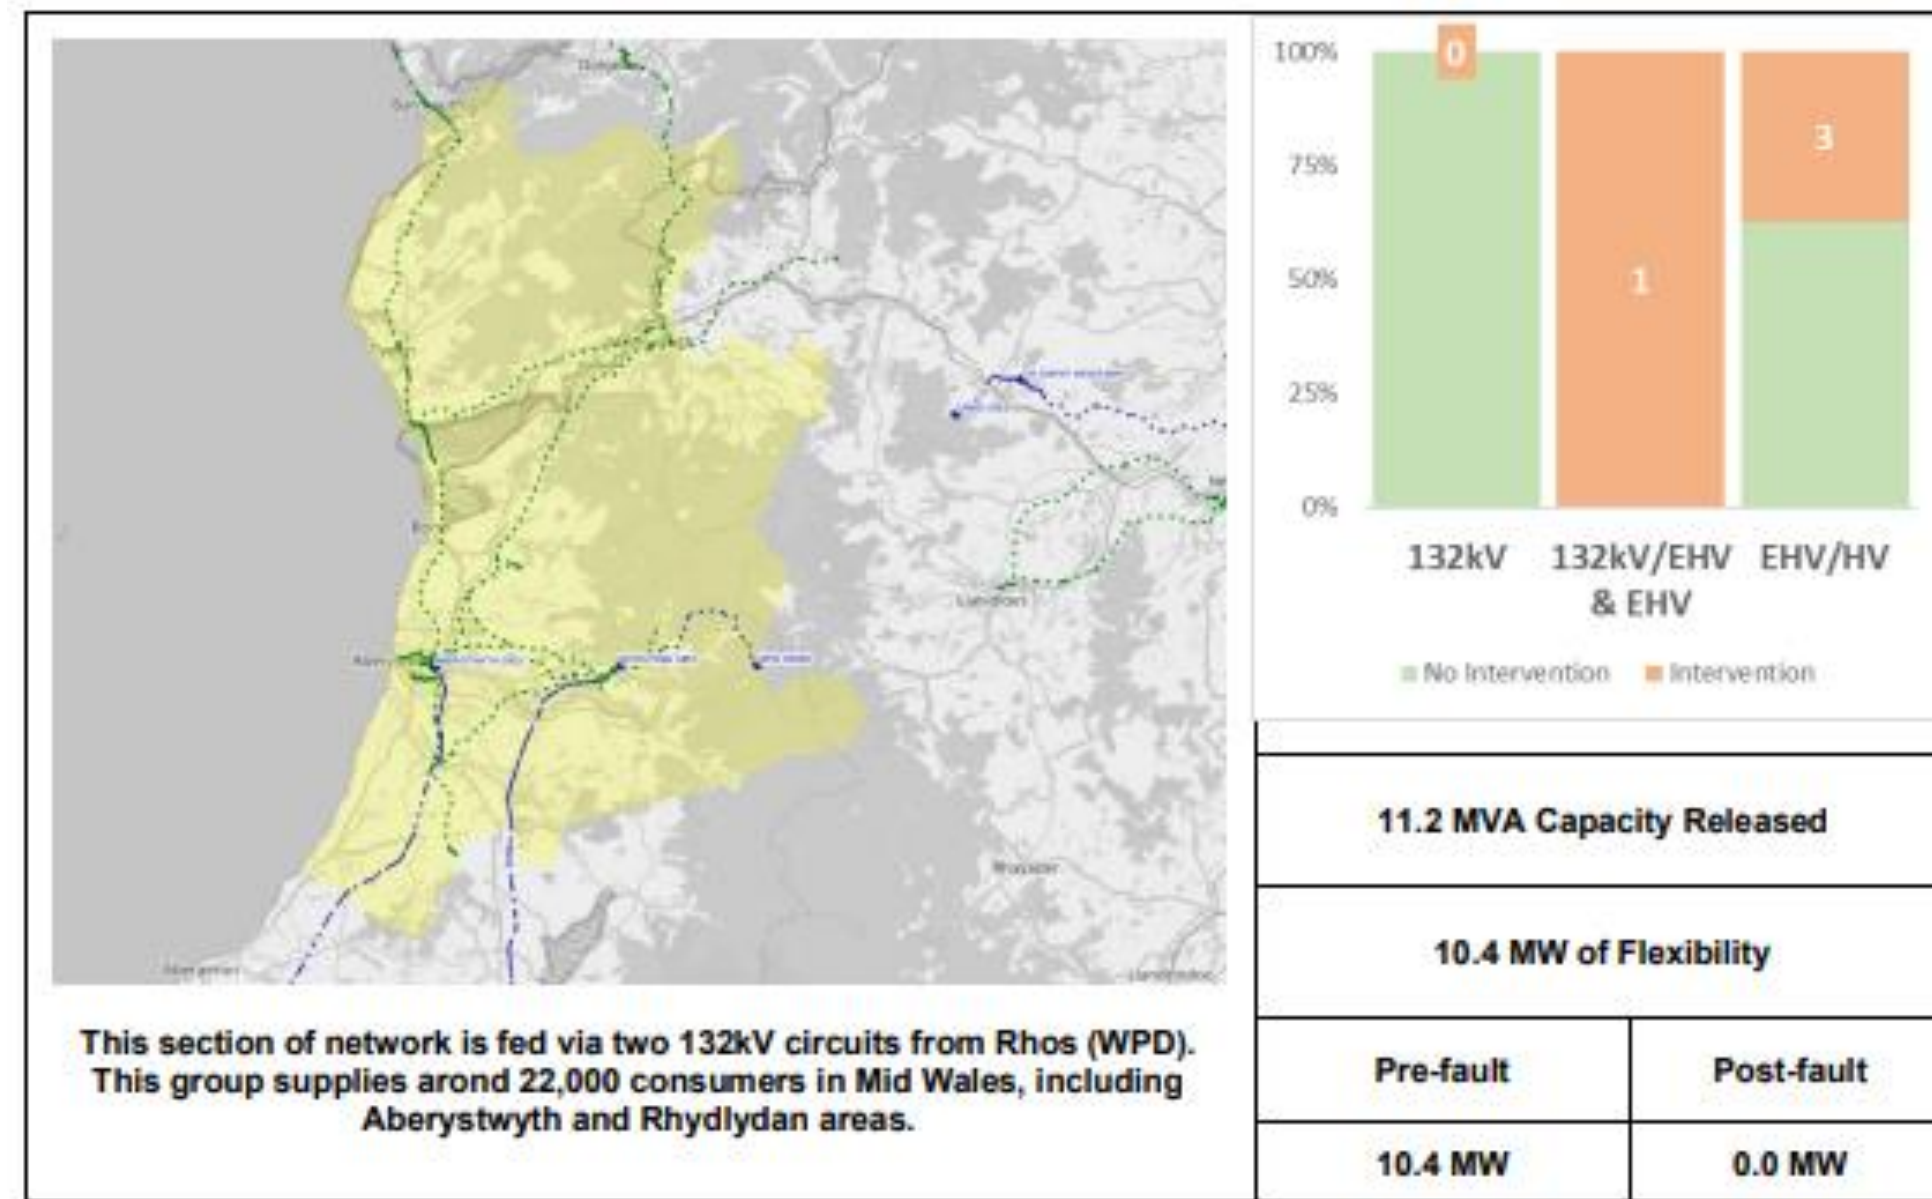 100%
75%
50%
25%
0%
0
1
3
132kV
132kV/EHV
& EHV
EHV/HV
No Intervention
Intervention
11.2 MVA Capacity Released
10.4 MW of Flexibility
Pre-fault
Post-fault
10.4 MW
0.0 MW
This section of network is fed via two 132kV circuits from Rhos (WPD).
This group supplies arond 22,000 consumers in Mid Wales, including
Aberystwyth and Rhydlydan areas.